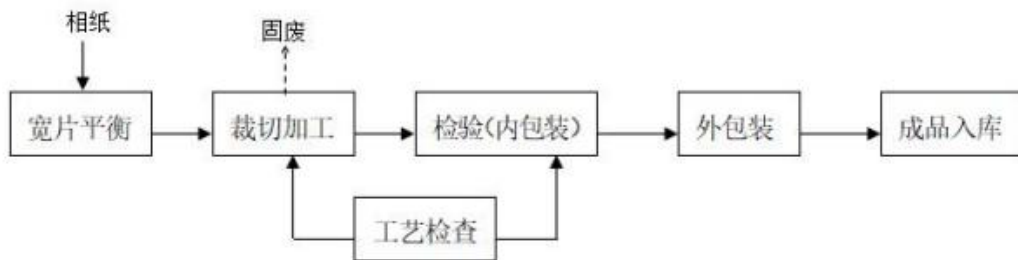 相纸
固废
宽片平衡
裁切加工
检验(内包装)
外包装
成品入库
工艺检查